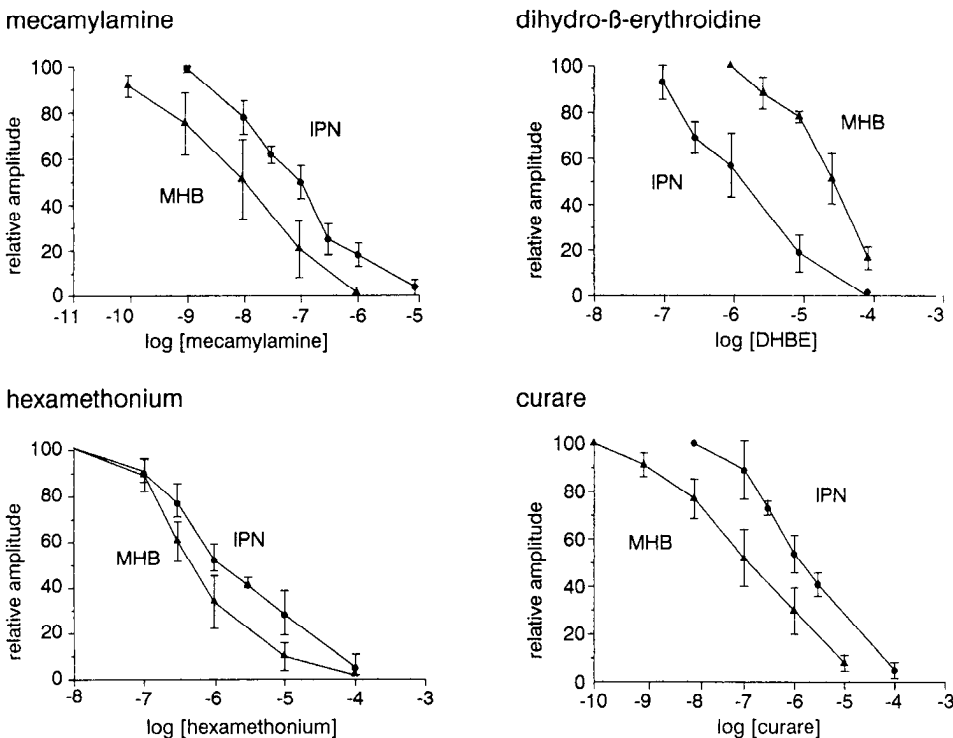 mecamylamine
relative amplitude
100
80
60
40
20
0
IPN
MHB
-11 -10 -9 -8 -7 -6 -5
log [mecamylamine]
dihydro-ß-erythroidine
relative amplitude
100
80
60
40
20
0
MHB
IPN
-8 -7 -6 -5 -4 -3
log [DHBE]
hexamethonium
relative amplitude
100
80
60
40
20
0
IPN
MHB
-8 -7 -6 -5 -4 -3
log [hexamethonium]
curare
relative amplitude
100
80
60
40
20
0
IPN
MHB
-10 -9 -8 -7 -6 -5 -4 -3
log [curare]